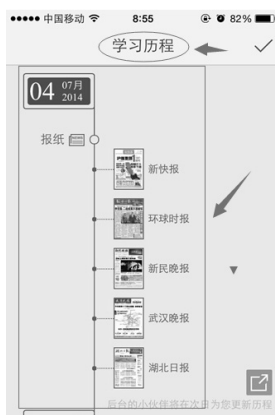 中国移动 8:55 82%
学习历程
04 07月
2014
报纸
新快报
环球时报
新民晚报
武汉晚报
湖北日报
后台的小伙伴将在次日为您更新历程